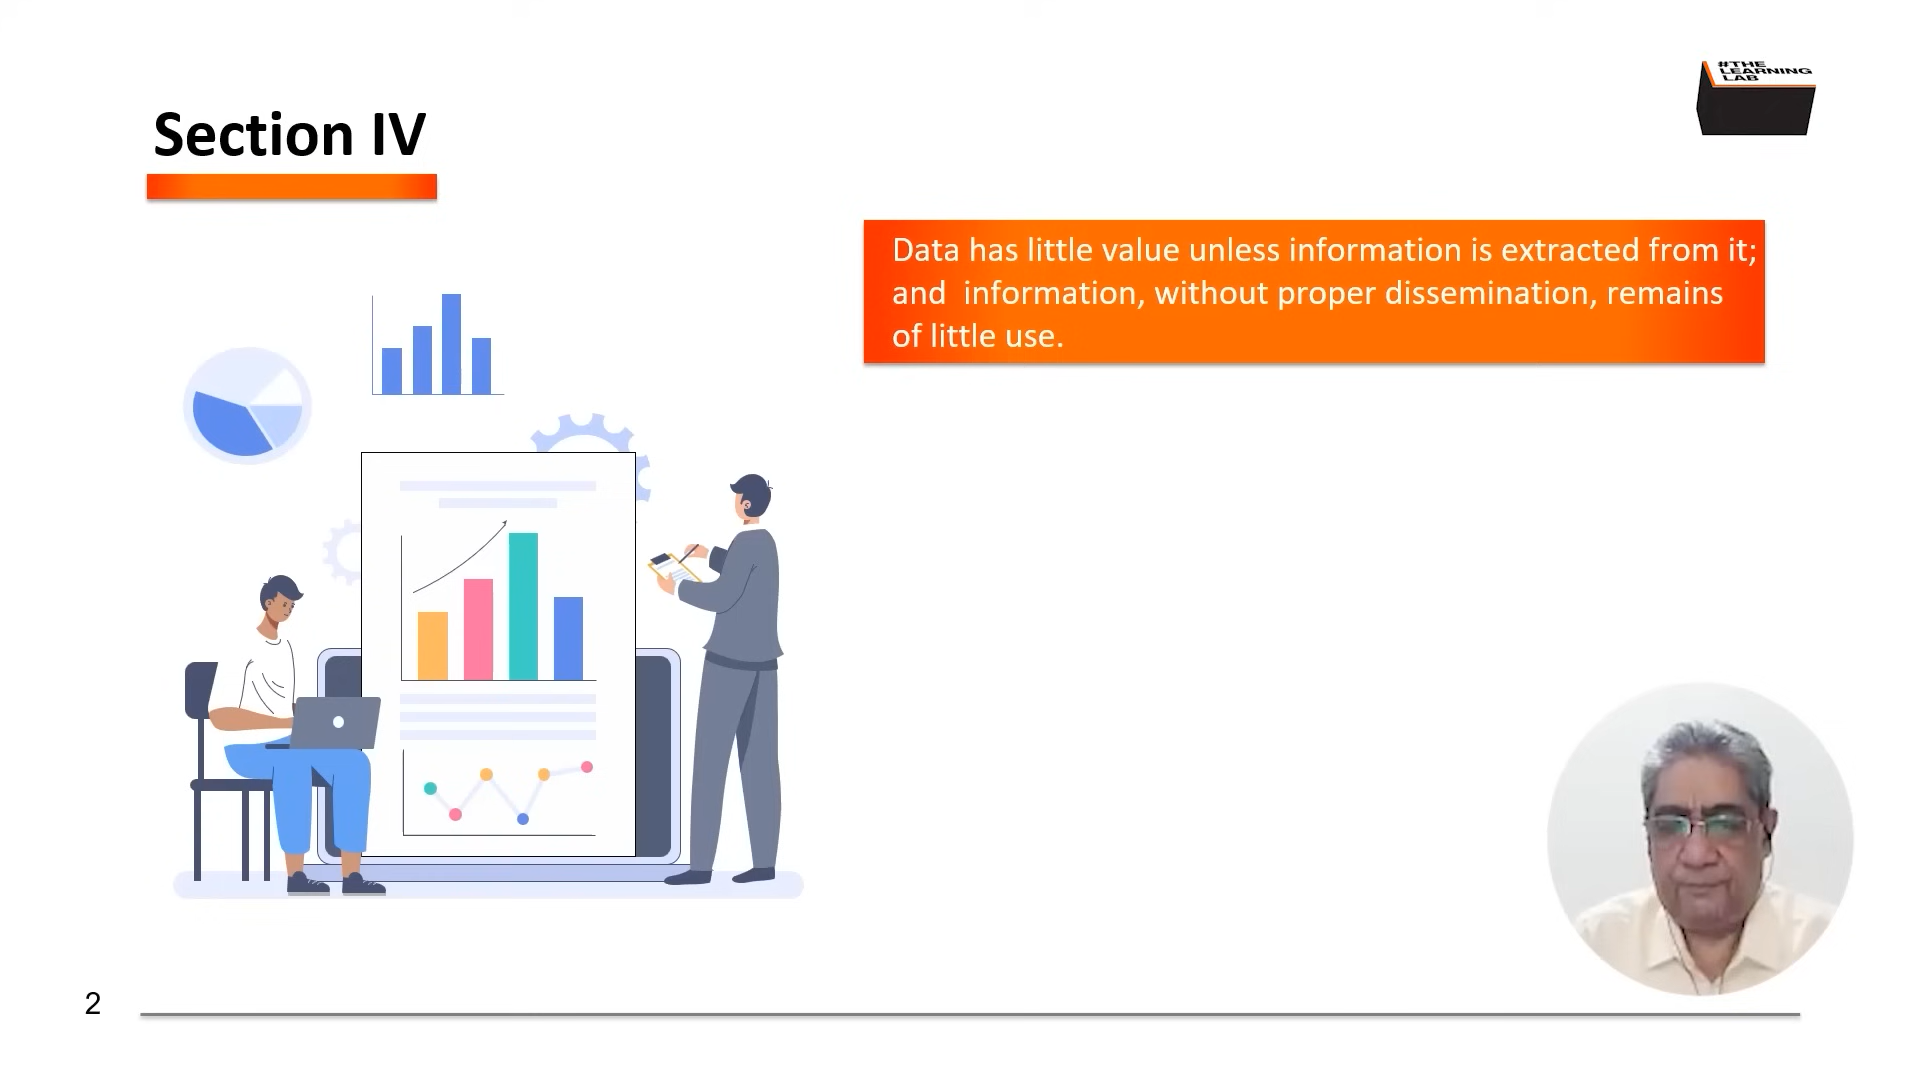 #THE
LEARNING
LAB
Section IV
Data has little value unless information is extracted from it;
and  information, without proper dissemination, remains
of little use.
2